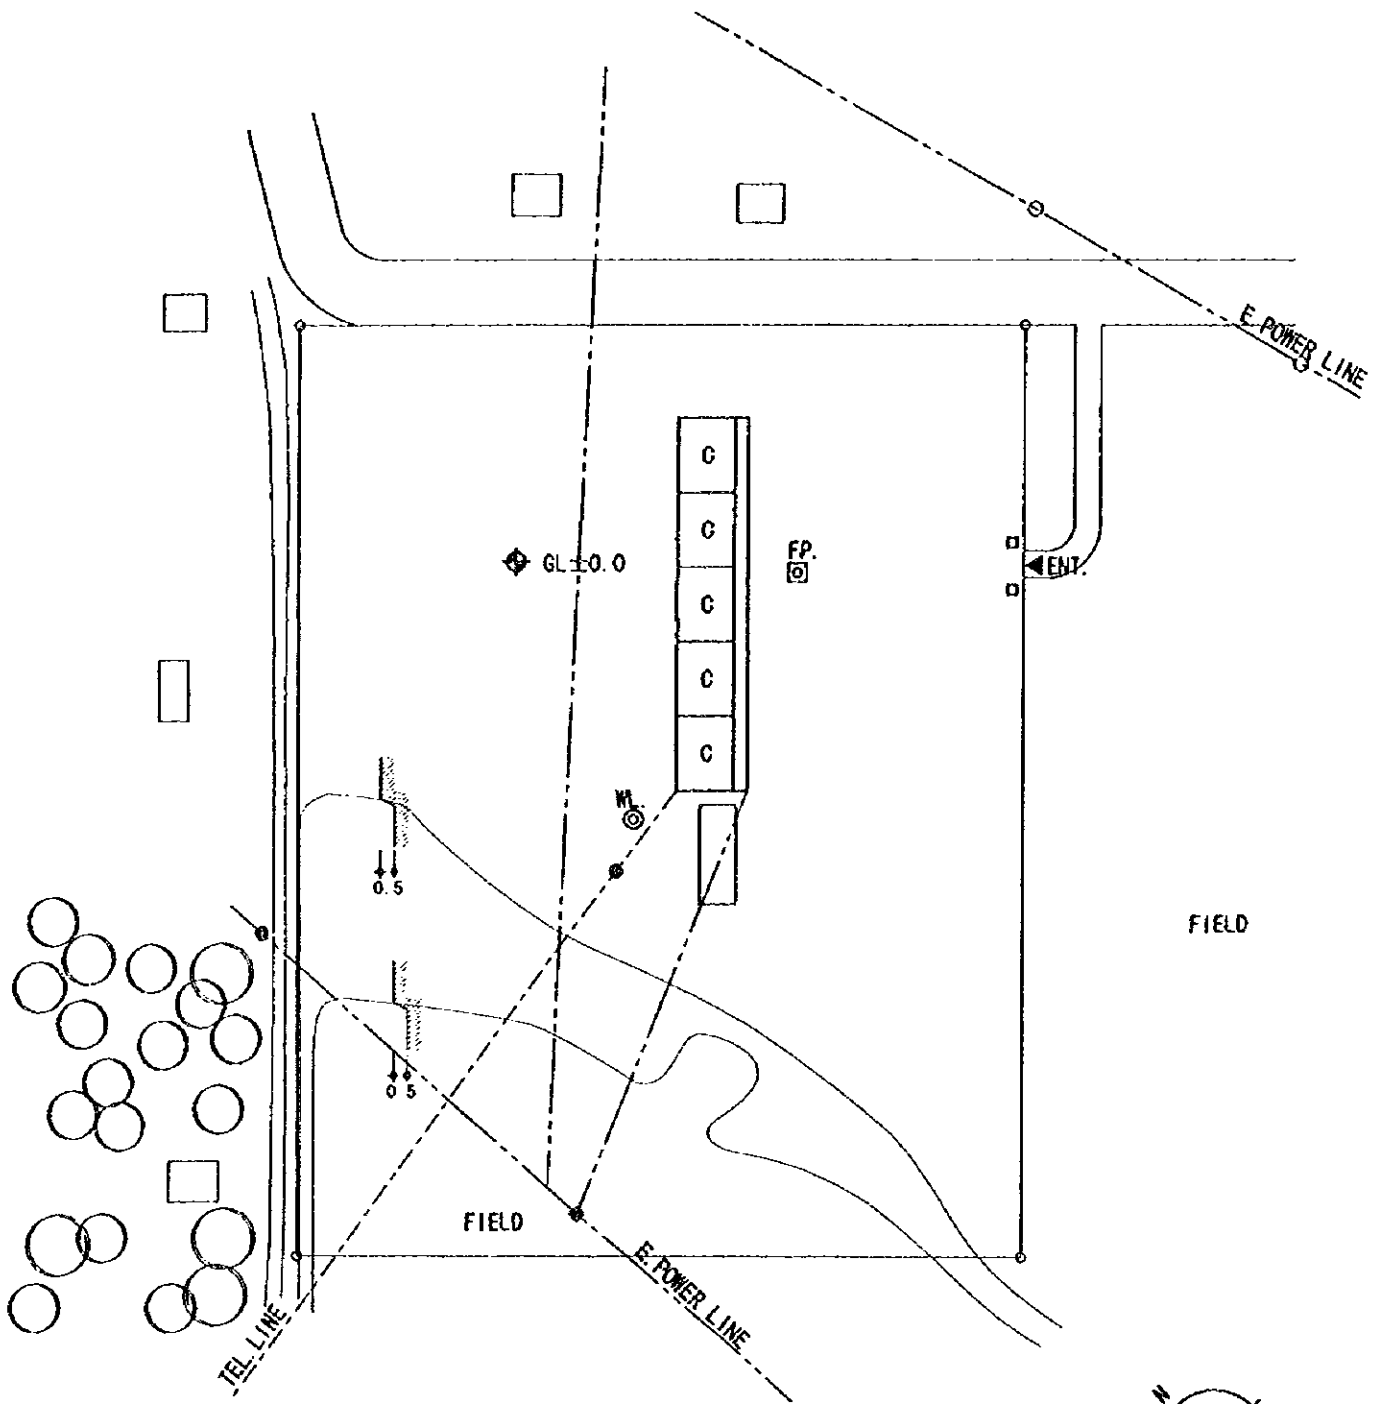 E. POWER LINE
C
C
FP.
GL±0.0
ENT.
C
C
C
WL.
0.5
FIELD
0 5
FIELD
E. POWER LINE
TEL. LINE
N